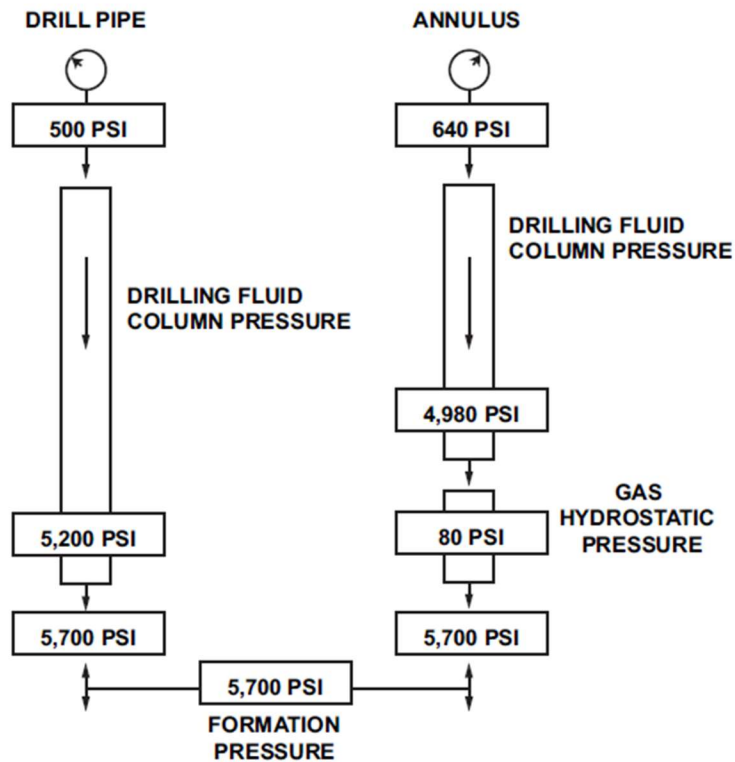 DRILL PIPE
ANNULUS
500 PSI
640 PSI
DRILLING FLUID
COLUMN PRESSURE
DRILLING FLUID
COLUMN PRESSURE
4,980 PSI
GAS
HYDROSTATIC
PRESSURE
5,200 PSI
80 PSI
5,700 PSI
5,700 PSI
5,700 PSI
FORMATION
PRESSURE